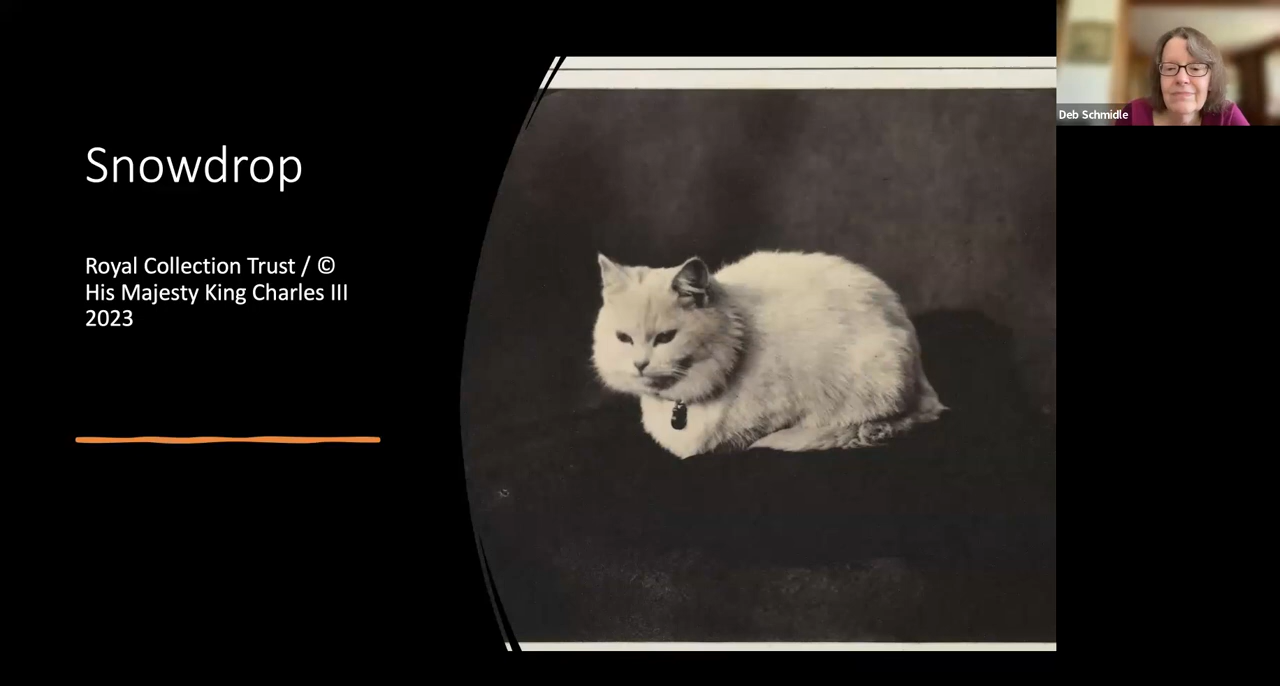 Snowdrop
Royal Collection Trust / ©
His Majesty King Charles III
2023
Deb Schmidle